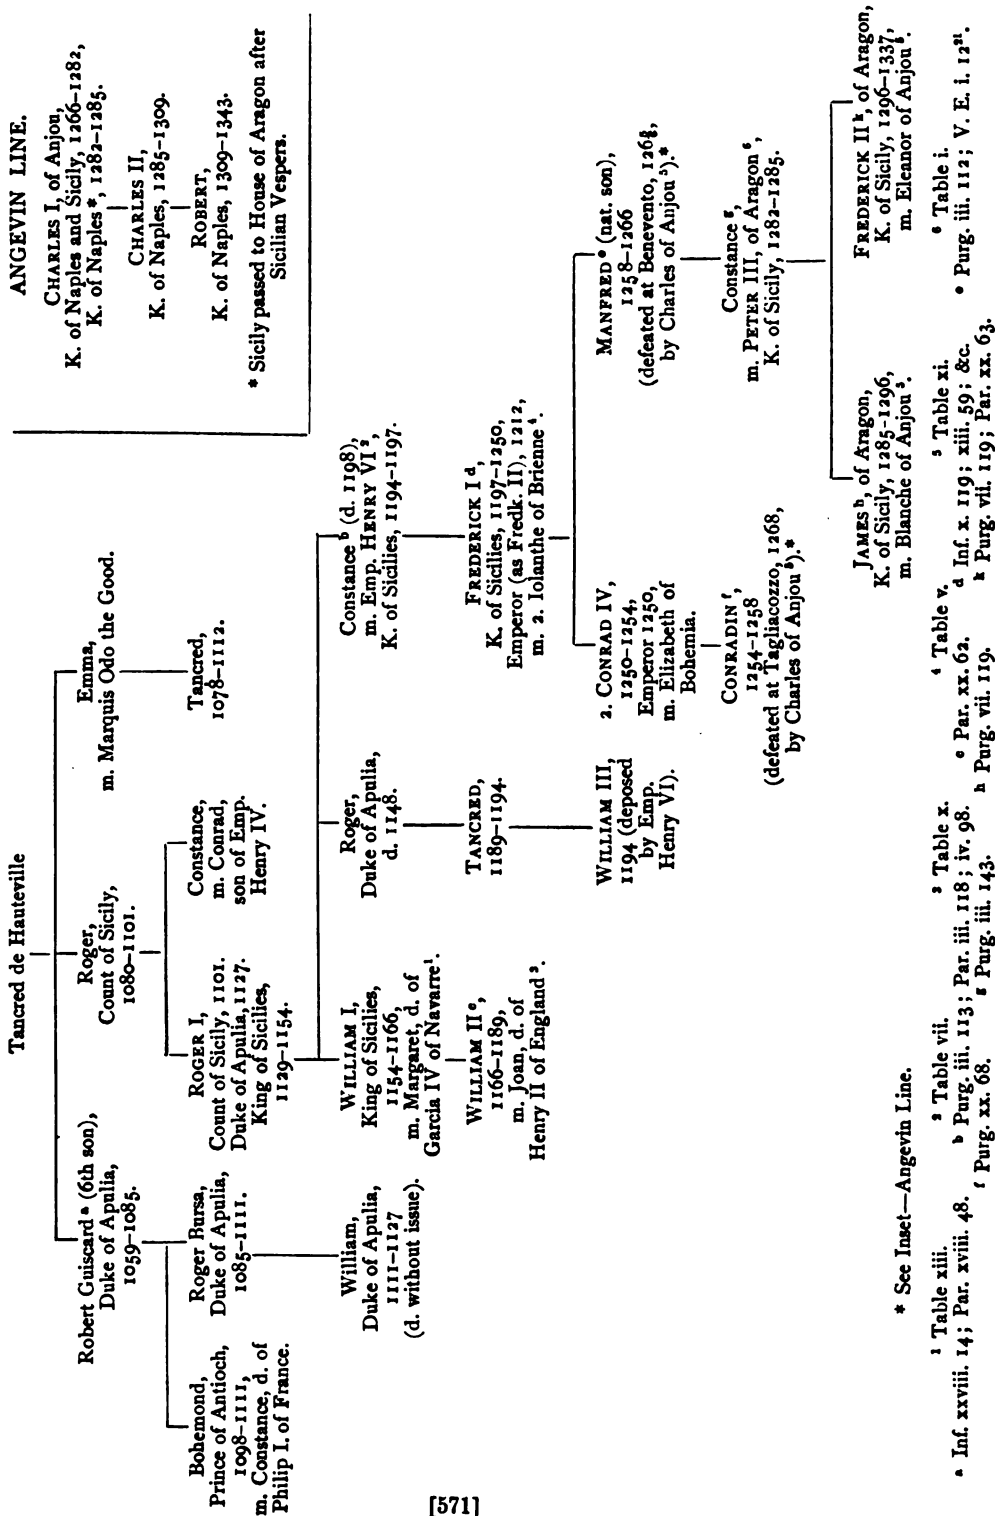 Tancred de Hauteville
Robert Guiscard ᵃ (6th son),
Duke of Apulia,
1059–1085.
Roger,
Count of Sicily,
1080–1101.
Emma,
m. Marquis Odo the Good.
Bohemond,
Prince of Antioch,
1098–1111,
m. Constance, d. of
Philip I. of France.
Roger Bursa,
Duke of Apulia,
1085–1111.
ROGER I,
Count of Sicily, 1101.
Duke of Apulia, 1127.
King of Sicilies,
1129–1154.
Constance,
m. Conrad,
son of Emp.
Henry IV.
Tancred,
1078–1112.
William,
Duke of Apulia,
1111–1127
(d. without issue).
WILLIAM I,
King of Sicilies,
1154–1166,
m. Margaret, d. of
Garcia IV of Navarre ¹.
Roger,
Duke of Apulia,
d. 1148.
Constance ᵇ (d. 1198),
m. Emp. HENRY VI ²,
K. of Sicilies, 1194–1197.
WILLIAM II ᶜ,
1166–1189,
m. Joan, d. of
Henry II of England ³.
TANCRED,
1189–1194.
FREDERICK I ᵈ,
K. of Sicilies, 1197–1250,
Emperor (as Fredk. II), 1212,
m. 2. Iolanthe of Brienne ⁴.
WILLIAM III,
1194 (deposed
by Emp.
Henry VI).
2. CONRAD IV,
1250–1254,
Emperor 1250,
m. Elizabeth of
Bohemia.
MANFRED ᵉ (nat. son),
1258–1266
(defeated at Benevento, 126⅚,
by Charles of Anjou ⁵).*
CONRADIN ᶠ,
1254–1258
(defeated at Tagliacozzo, 1268,
by Charles of Anjou ⁵).*
Constance ᵍ,
m. PETER III, of Aragon ⁶,
K. of Sicily, 1282–1285.
JAMES ʰ, of Aragon,
K. of Sicily, 1285–1296,
m. Blanche of Anjou ⁵.
FREDERICK II ᵏ, of Aragon,
K. of Sicily, 1296–1337,
m. Eleanor of Anjou ⁵.
ANGEVIN LINE.
CHARLES I, of Anjou,
K. of Naples and Sicily, 1266–1282,
K. of Naples *, 1282–1285.
CHARLES II,
K. of Naples, 1285–1309.
ROBERT,
K. of Naples, 1309–1343.
* Sicily passed to House of Aragon after
Sicilian Vespers.
* See Inset—Angevin Line.
¹ Table xiii. ² Table vii. ³ Table x. ⁴ Table v. ⁵ Table xi. ⁶ Table i.
ᵃ Inf. xxviii. 14; Par. xviii. 48. ᵇ Purg. iii. 113; Par. iii. 118; iv. 98. ᶜ Par. xx. 62. ᵈ Inf. x. 119; xiii. 59; &c. ᵉ Purg. iii. 112; V. E. i. 12²¹.
ᶠ Purg. xx. 68. ᵍ Purg. iii. 143. ʰ Purg. vii. 119. ᵏ Purg. vii. 119; Par. xx. 63.
[571]